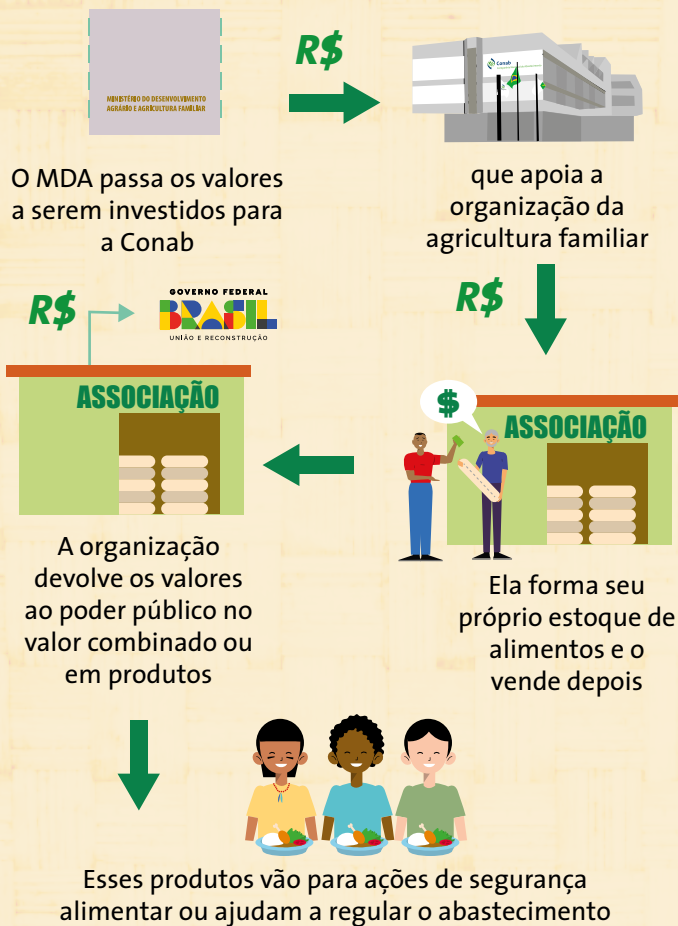 MINISTÉRIO DO DESENVOLVIMENTO
AGRÁRIO E AGRICULTURA FAMILIAR
R$
Conab
O MDA passa os valores
a serem investidos para
a Conab
que apoia a
organização da
agricultura familiar
R$
R$
GOVERNO FEDERAL
BRASIL
UNIÃO E RECONSTRUÇÃO
ASSOCIAÇÃO
$
ASSOCIAÇÃO
A organização
devolve os valores
ao poder público no
valor combinado ou
em produtos
Ela forma seu
próprio estoque de
alimentos e o
vende depois
Esses produtos vão para ações de segurança
alimentar ou ajudam a regular o abastecimento